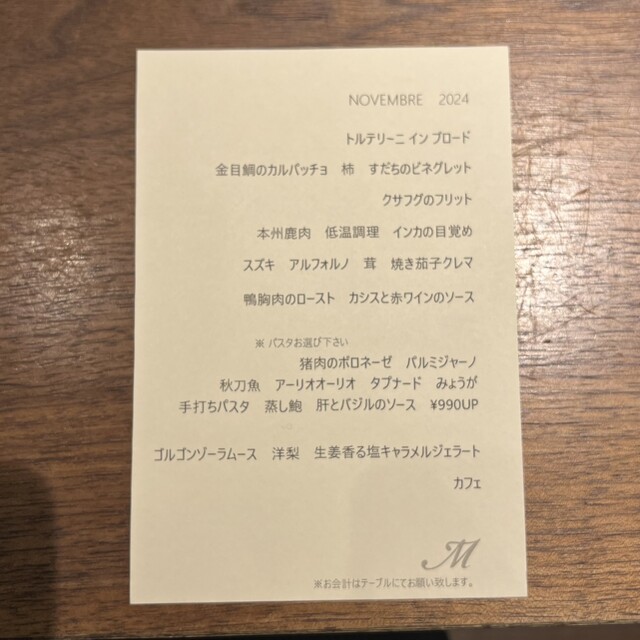 NOVEMBRE 2024
トルテリーニ イン ブロード
金目鯛のカルパッチョ 柿 すだちのビネグレット
クサフグのフリット
本州鹿肉 低温調理 インカの目覚め
スズキ アルフォルノ 茸 焼き茄子クレマ
鴨胸肉のロースト カシスと赤ワインのソース
※ パスタお選び下さい
猪肉のボロネーゼ パルミジャーノ
秋刀魚 アーリオオーリオ タプナード みょうが
手打ちパスタ 蒸し鮑 肝とバジルのソース ¥990UP
ゴルゴンゾーラムース 洋梨 生姜香る塩キャラメルジェラート
カフェ
M
※お会計はテーブルにてお願い致します。